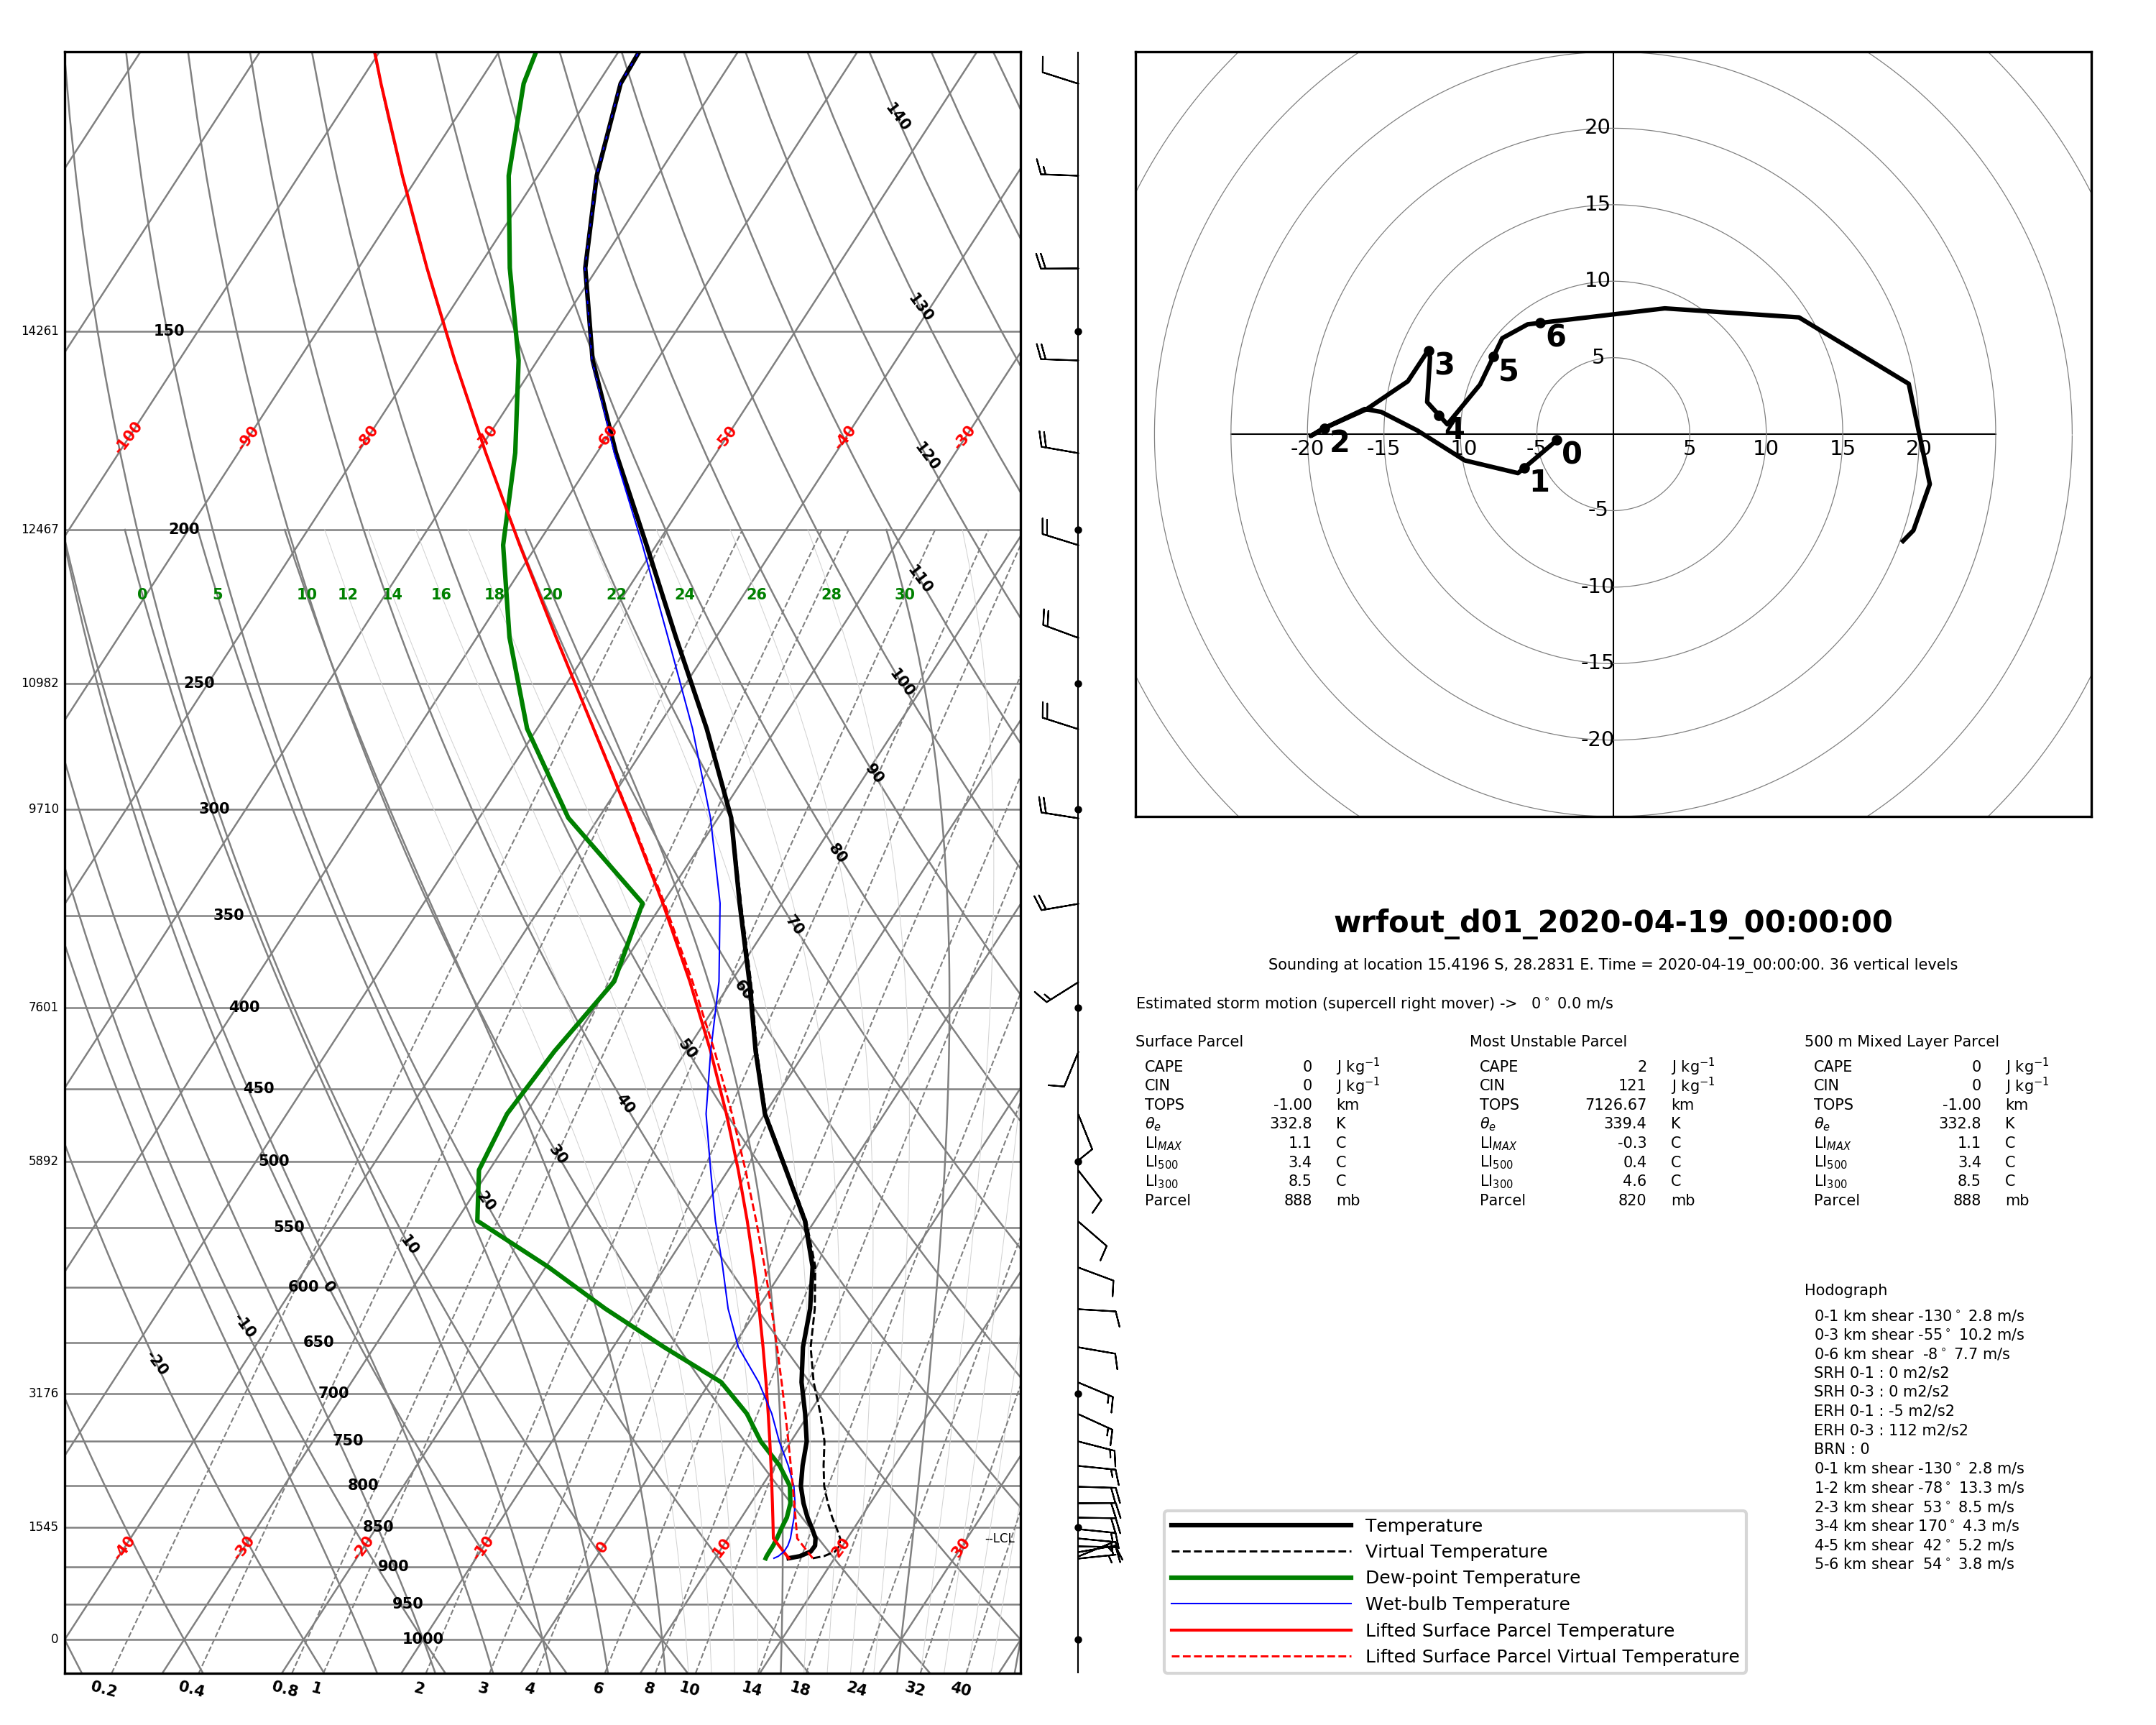 140
130
14261 150
-100 -90 -80 -70 -60 -50 -40 -30
120
12467 200
110
0 5 10 12 14 16 18 20 22 24 26 28 30
10982 250
100
90
9710 300
80
350
70
60
7601 400
50
450
40
30
5892 500
20
550
10
600 0
-10
650
-20
3176 700
750
800
1545 850
--LCL
-40 -30 -20 -10 0 10 20 30
900
950
0 1000
0.2 0.4 0.8 1 2 3 4 6 8 10 14 18 24 32 40
20
15
10
5
-20 -15 -10 -5 5 10 15 20
-5
-10
-15
-20
0
1
2
3
4
5
6
wrfout_d01_2020-04-19_00:00:00
Sounding at location 15.4196 S, 28.2831 E. Time = 2020-04-19_00:00:00. 36 vertical levels
Estimated storm motion (supercell right mover) -> 0° 0.0 m/s
Surface Parcel
CAPE 0 J kg⁻¹
CIN 0 J kg⁻¹
TOPS -1.00 km
θₑ 332.8 K
LI_MAX 1.1 C
LI₅₀₀ 3.4 C
LI₃₀₀ 8.5 C
Parcel 888 mb
Most Unstable Parcel
CAPE 2 J kg⁻¹
CIN 121 J kg⁻¹
TOPS 7126.67 km
θₑ 339.4 K
LI_MAX -0.3 C
LI₅₀₀ 0.4 C
LI₃₀₀ 4.6 C
Parcel 820 mb
500 m Mixed Layer Parcel
CAPE 0 J kg⁻¹
CIN 0 J kg⁻¹
TOPS -1.00 km
θₑ 332.8 K
LI_MAX 1.1 C
LI₅₀₀ 3.4 C
LI₃₀₀ 8.5 C
Parcel 888 mb
Hodograph
0-1 km shear -130° 2.8 m/s
0-3 km shear -55° 10.2 m/s
0-6 km shear -8° 7.7 m/s
SRH 0-1 : 0 m2/s2
SRH 0-3 : 0 m2/s2
ERH 0-1 : -5 m2/s2
ERH 0-3 : 112 m2/s2
BRN : 0
0-1 km shear -130° 2.8 m/s
1-2 km shear -78° 13.3 m/s
2-3 km shear 53° 8.5 m/s
3-4 km shear 170° 4.3 m/s
4-5 km shear 42° 5.2 m/s
5-6 km shear 54° 3.8 m/s
Temperature
Virtual Temperature
Dew-point Temperature
Wet-bulb Temperature
Lifted Surface Parcel Temperature
Lifted Surface Parcel Virtual Temperature